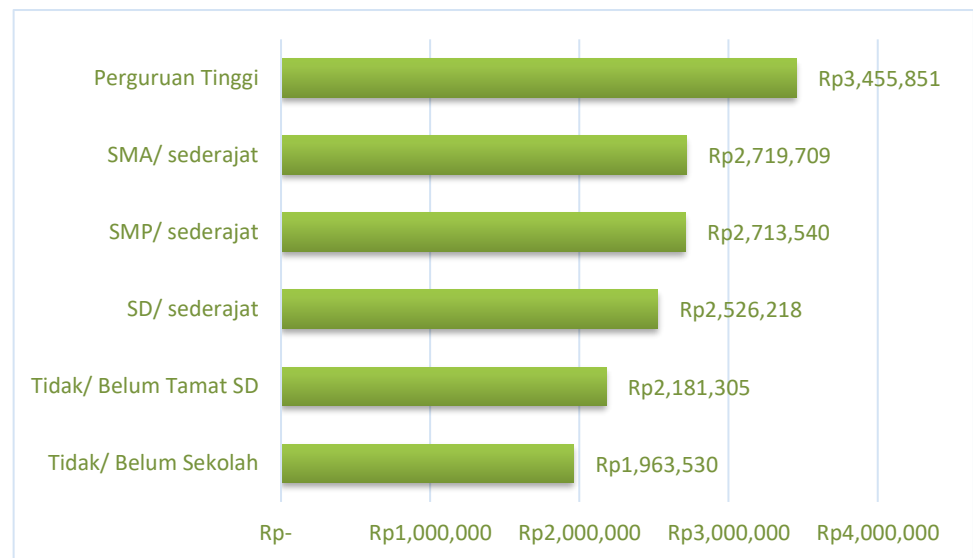 Perguruan Tinggi
Rp3,455,851
SMA/ sederajat
Rp2,719,709
SMP/ sederajat
Rp2,713,540
SD/ sederajat
Rp2,526,218
Tidak/ Belum Tamat SD
Rp2,181,305
Tidak/ Belum Sekolah
Rp1,963,530
Rp- Rp1,000,000 Rp2,000,000 Rp3,000,000 Rp4,000,000